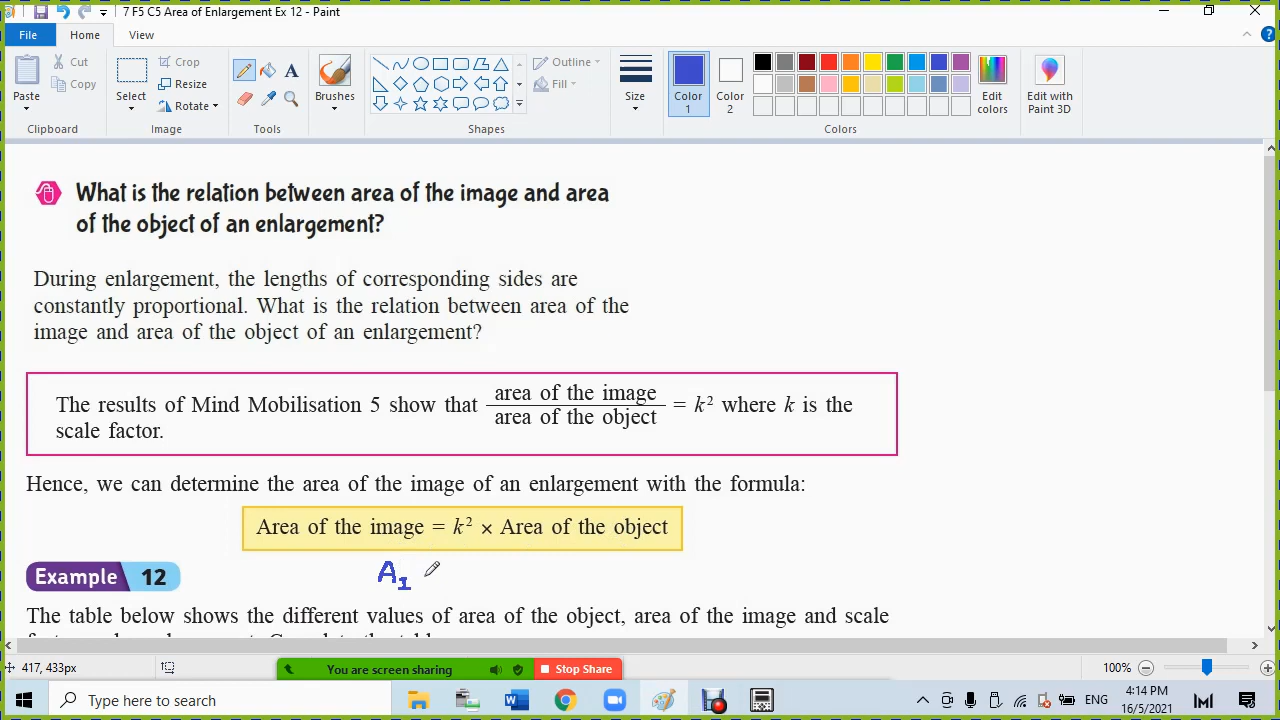 7 F5 C5 Area of Enlargement Ex 12 - Paint
File Home View
Paste
Cut
Copy
Clipboard
Select
Crop
Resize
Rotate
Image
A
Tools
Brushes
Outline
Fill
Shapes
Size
Color 1
Color 2
Edit colors
Colors
Edit with Paint 3D
What is the relation between area of the image and area
of the object of an enlargement?
During enlargement, the lengths of corresponding sides are
constantly proportional. What is the relation between area of the
image and area of the object of an enlargement?
The results of Mind Mobilisation 5 show that area of the image / area of the object = k² where k is the
scale factor.
Hence, we can determine the area of the image of an enlargement with the formula:
Area of the image = k² × Area of the object
A₁
Example 12
The table below shows the different values of area of the object, area of the image and scale
417, 433px
You are screen sharing
Stop Share
100%
Type here to search
ENG
4:14 PM
16/5/2021